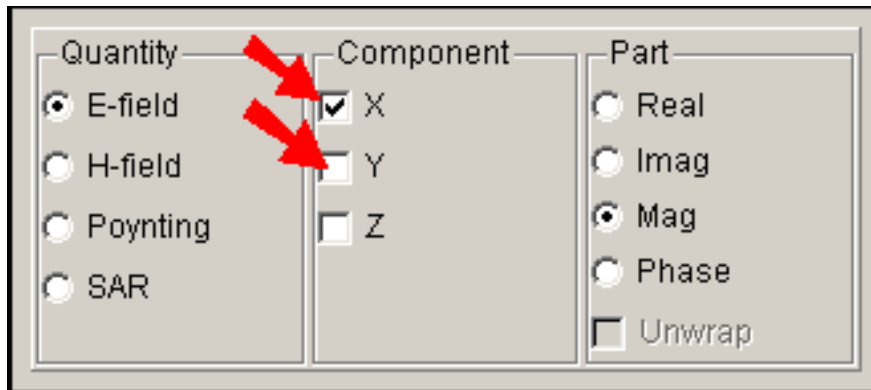 Quantity
E-field
H-field
Poynting
SAR
Component
X
Y
Z
Part
Real
Imag
Mag
Phase
Unwrap